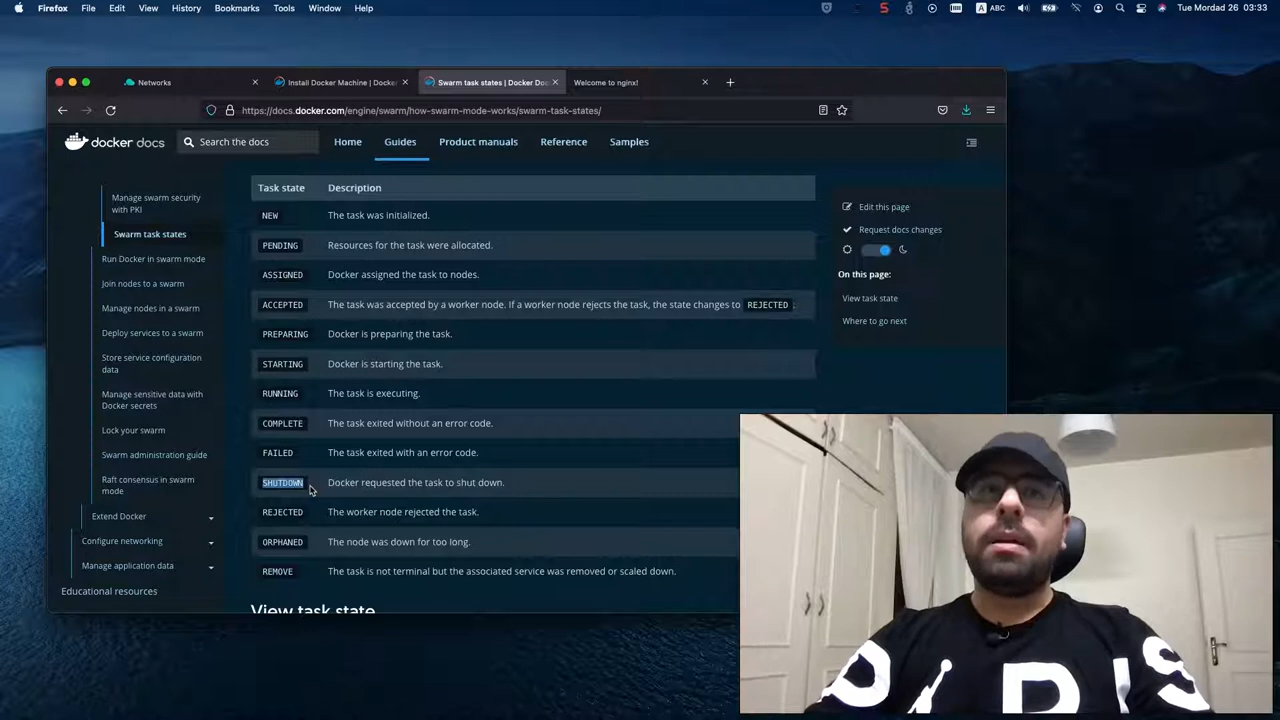 Firefox File Edit View History Bookmarks Tools Window Help
ABC
Tue Mordad 26 03:33
Networks
Install Docker Machine | Docker
Swarm task states | Docker Doc
Welcome to nginx!
https://docs.docker.com/engine/swarm/how-swarm-mode-works/swarm-task-states/
docker docs
Search the docs
Home Guides Product manuals Reference Samples
Manage swarm security
with PKI
Swarm task states
Run Docker in swarm mode
Join nodes to a swarm
Manage nodes in a swarm
Deploy services to a swarm
Store service configuration
data
Manage sensitive data with
Docker secrets
Lock your swarm
Swarm administration guide
Raft consensus in swarm
mode
Extend Docker
Configure networking
Manage application data
Educational resources
Task state Description
NEW The task was initialized.
PENDING Resources for the task were allocated.
ASSIGNED Docker assigned the task to nodes.
ACCEPTED The task was accepted by a worker node. If a worker node rejects the task, the state changes to REJECTED .
PREPARING Docker is preparing the task.
STARTING Docker is starting the task.
RUNNING The task is executing.
COMPLETE The task exited without an error code.
FAILED The task exited with an error code.
SHUTDOWN Docker requested the task to shut down.
REJECTED The worker node rejected the task.
ORPHANED The node was down for too long.
REMOVE The task is not terminal but the associated service was removed or scaled down.
View task state
Edit this page
Request docs changes
On this page:
View task state
Where to go next